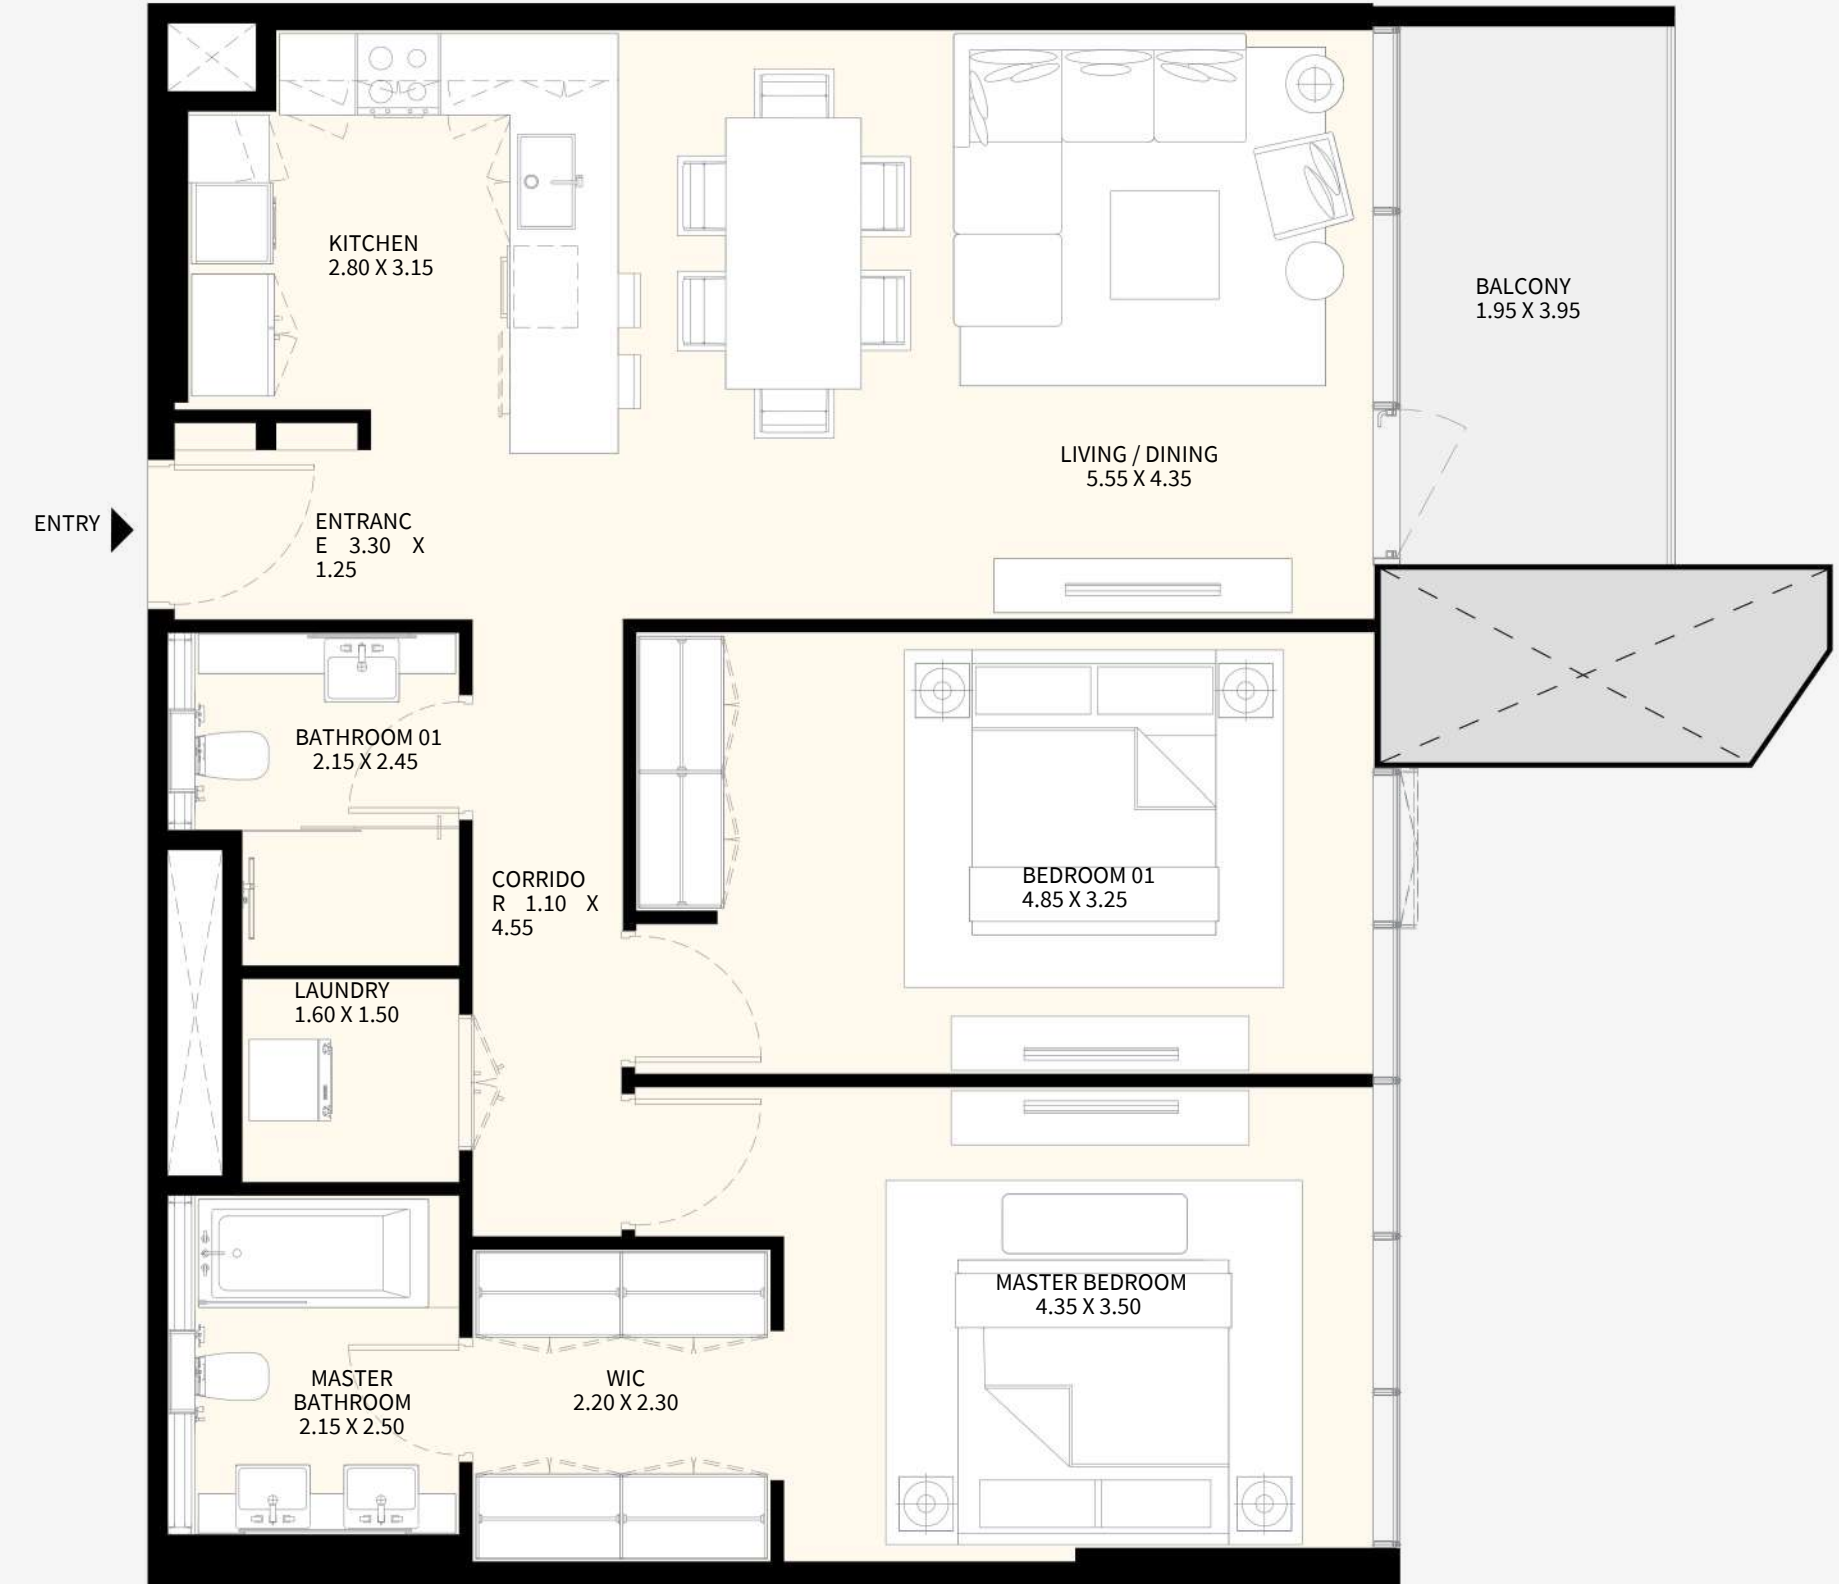 KITCHEN
2.80 X 3.15
BALCONY
1.95 X 3.95
LIVING / DINING
5.55 X 4.35
ENTRY
ENTRANC
E 3.30 X
1.25
BATHROOM 01
2.15 X 2.45
CORRIDO
R 1.10 X
4.55
BEDROOM 01
4.85 X 3.25
LAUNDRY
1.60 X 1.50
MASTER BEDROOM
4.35 X 3.50
MASTER
BATHROOM
2.15 X 2.50
WIC
2.20 X 2.30